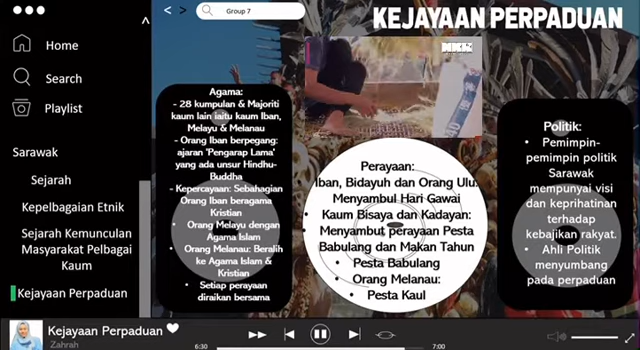 Group 7
KEJAYAAN PERPADUAN
Home
Search
Playlist
Sarawak
Sejarah
Kepelbagaian Etnik
Sejarah Kemunculan
Masyarakat Pelbagai
Kaum
Kejayaan Perpaduan
Agama:
- 28 kumpulan & Majoriti
kaum lain iaitu kaum Iban,
Melayu & Melanau
- Orang Iban berpegang:
ajaran 'Pengarap Lama'
yang ada unsur Hindhu-
Buddha
- Kepercayaan: Sebahagian
Orang Iban beragama
Kristian
• Orang Melayu dengan
Agama Islam
• Orang Melanau: Beralih
ke Agama Islam &
Kristian
• Setiap perayaan
diraikan bersama
Perayaan:
Iban, Bidayuh dan Orang Ulu:
Menyambul Hari Gawai
• Kaum Bisaya dan Kadayan:
Menyambut perayaan Pesta
Babulang dan Makan Tahun
• Pesta Babulang
• Orang Melanau:
• Pesta Kaul
Politik:
• Pemimpin-
pemimpin politik
Sarawak
mempunyai visi
dan keprihatinan
terhadap
kebajikan rakyat.
• Ahli Politik
menyumbang
pada perpaduan
Kejayaan Perpaduan
Zahrah
6:30
7:00